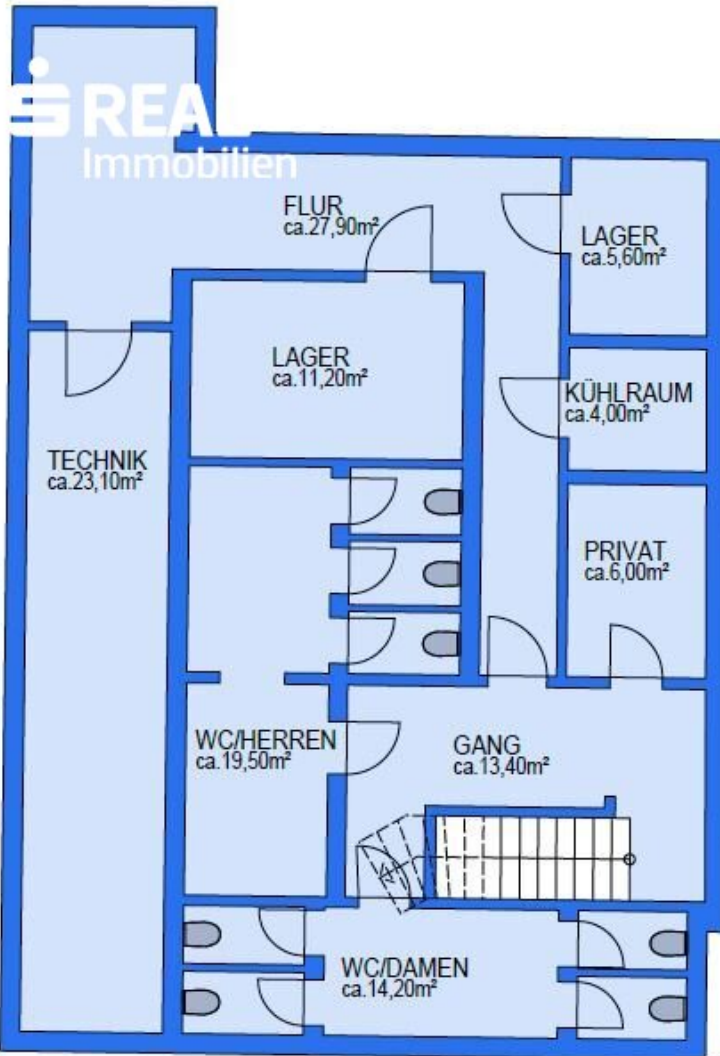 S REAL
Immobilien
FLUR
ca.27,90m²
LAGER
ca.5,60m²
LAGER
ca.11,20m²
KÜHLRAUM
ca.4,00m²
TECHNIK
ca.23,10m²
PRIVAT
ca.6,00m²
WC/HERREN
ca.19,50m²
GANG
ca.13,40m²
WC/DAMEN
ca.14,20m²